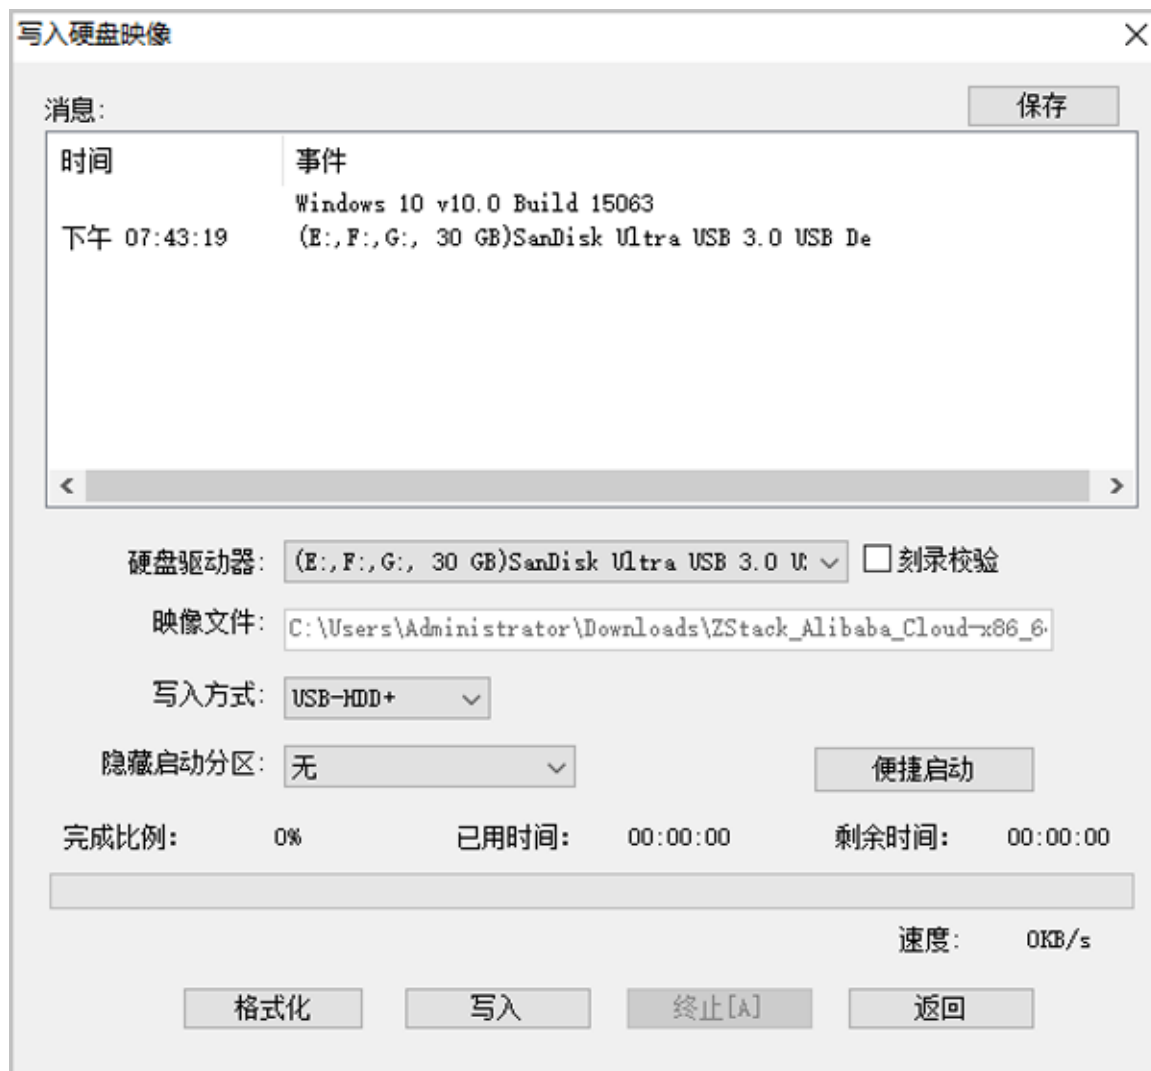 写入硬盘映像
消息: 保存
时间 事件
Windows 10 v10.0 Build 15063
下午 07:43:19 (E:,F:,G:, 30 GB)SanDisk Ultra USB 3.0 USB De
硬盘驱动器: (E:,F:,G:, 30 GB)SanDisk Ultra USB 3.0 刻录校验
映像文件: C:\Users\Administrator\Downloads\ZStack_Alibaba_Cloud-x86_6
写入方式: USB-HDD+
隐藏启动分区: 无 便捷启动
完成比例: 0% 已用时间: 00:00:00 剩余时间: 00:00:00
速度: 0KB/s
格式化 写入 终止[A] 返回